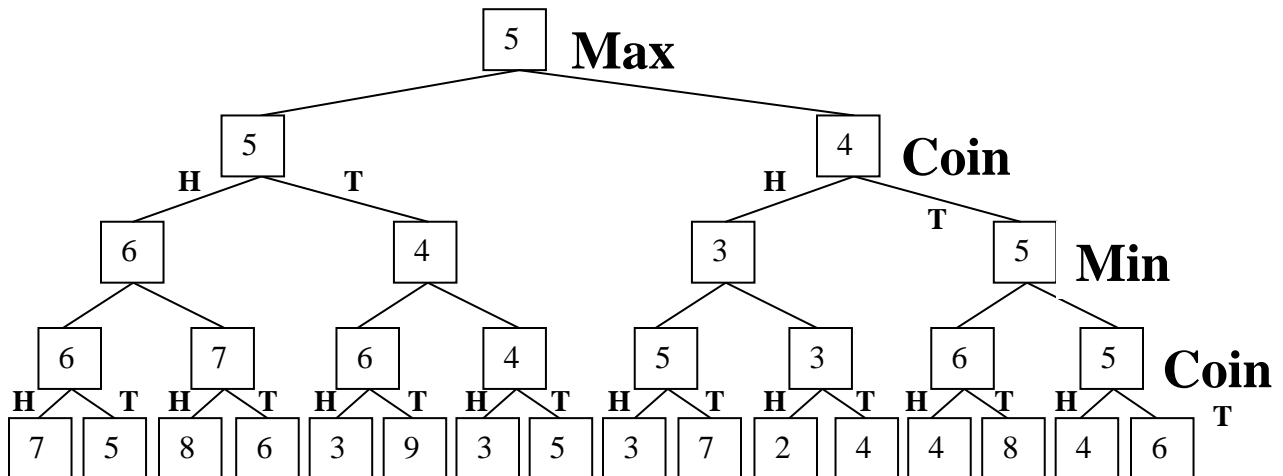 5 Max
5 4 Coin
H T H T
6 4 3 5 Min
6 7 6 4 5 3 6 5 Coin
H T H T H T H T H T H T H T H T
7 5 8 6 3 9 3 5 3 7 2 4 4 8 4 6